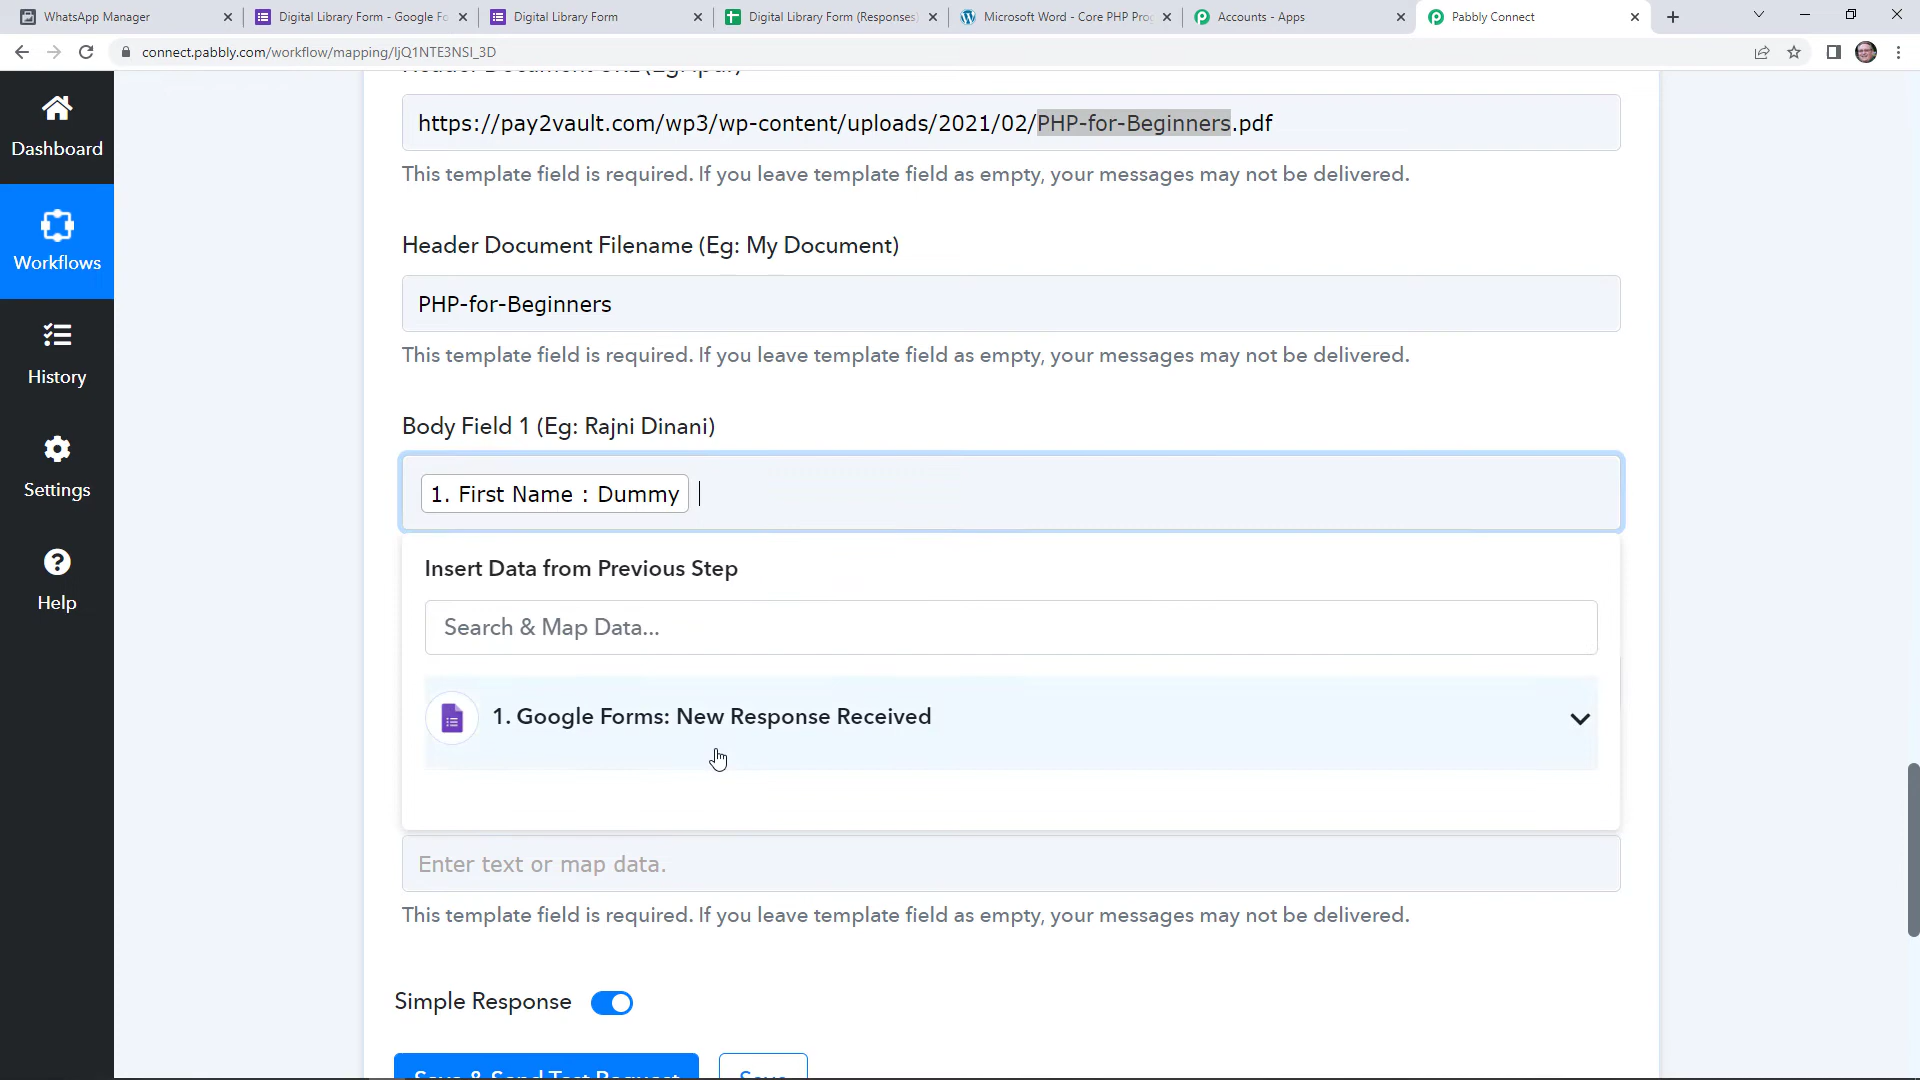 WhatsApp Manager
Digital Library Form - Google Fo
Digital Library Form
Digital Library Form (Responses)
Microsoft Word - Core PHP Prog
Accounts - Apps
Pabbly Connect
connect.pabbly.com/workflow/mapping/IjQ1NTE3NSI_3D
Dashboard
Workflows
History
Settings
Help
https://pay2vault.com/wp3/wp-content/uploads/2021/02/PHP-for-Beginners.pdf
This template field is required. If you leave template field as empty, your messages may not be delivered.
Header Document Filename (Eg: My Document)
PHP-for-Beginners
This template field is required. If you leave template field as empty, your messages may not be delivered.
Body Field 1 (Eg: Rajni Dinani)
1. First Name : Dummy
Insert Data from Previous Step
Search & Map Data...
1. Google Forms: New Response Received
Enter text or map data.
This template field is required. If you leave template field as empty, your messages may not be delivered.
Simple Response
Save & Send Test Request
Save